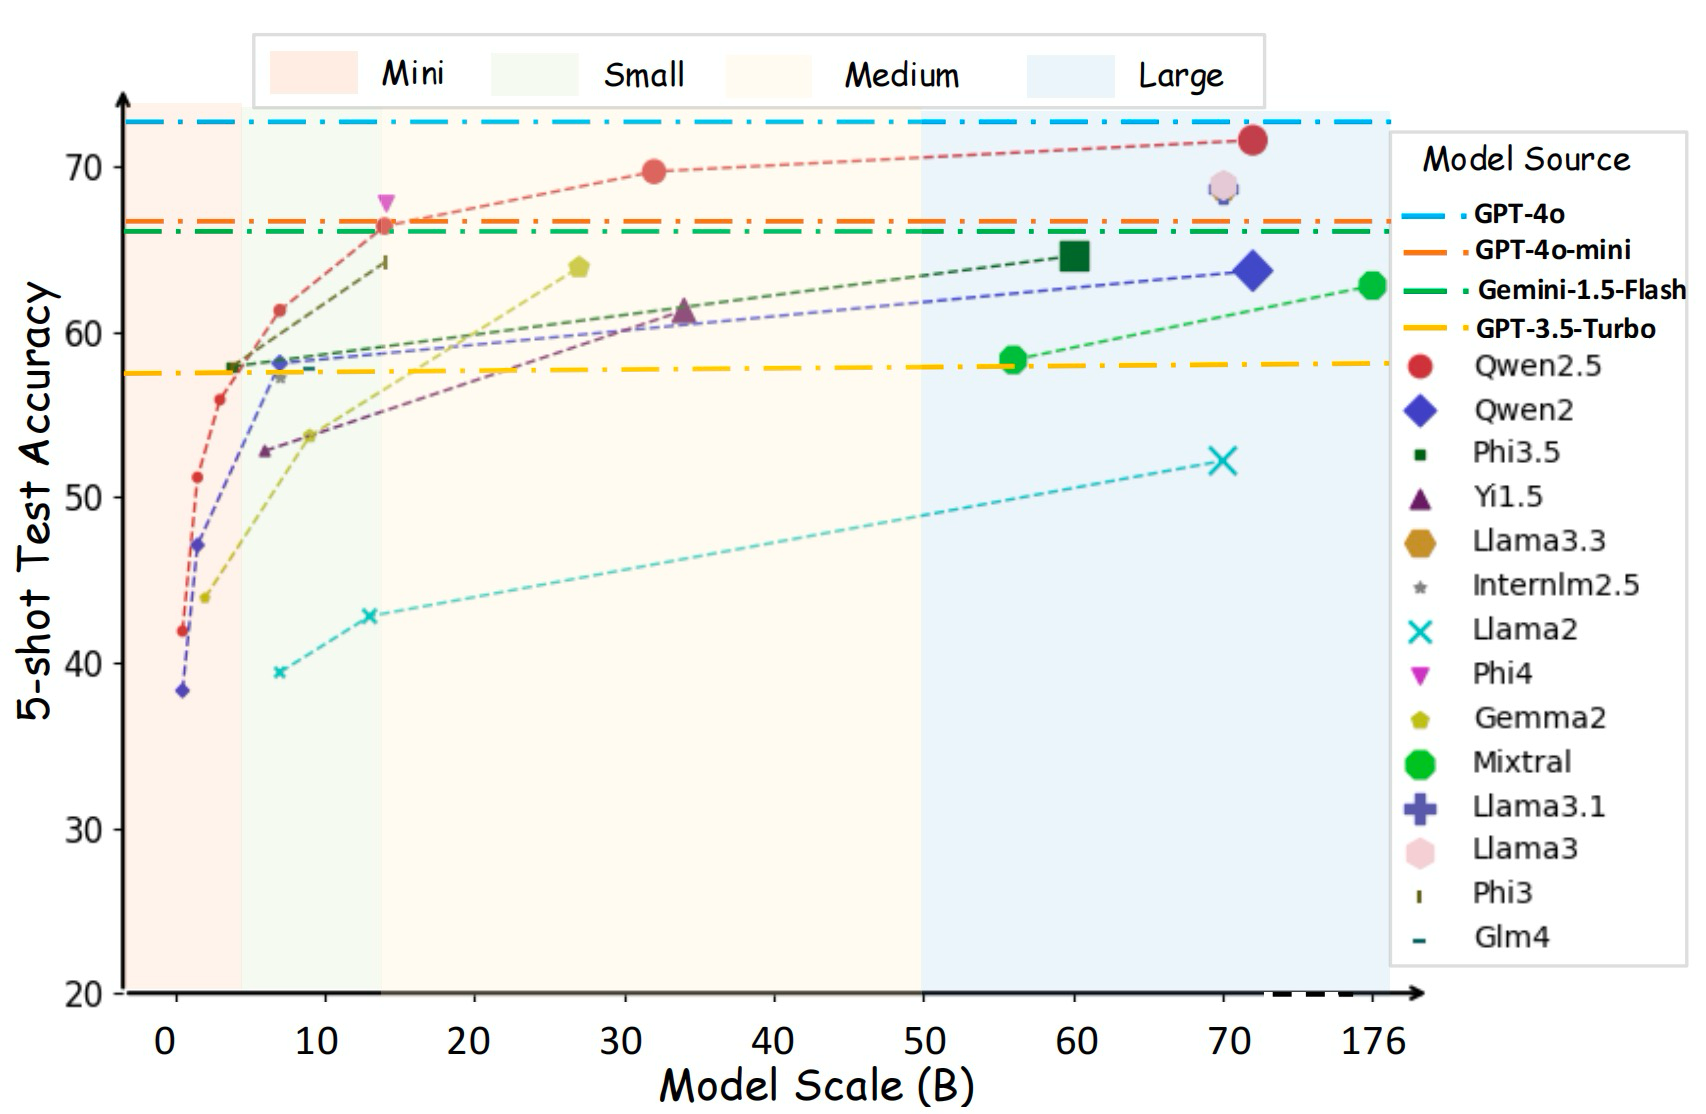 Mini Small Medium Large
5-shot Test Accuracy
70
60
50
40
30
20
0 10 20 30 40 50 60 70 176
Model Scale (B)
Model Source
GPT-4o
GPT-4o-mini
Gemini-1.5-Flash
GPT-3.5-Turbo
Qwen2.5
Qwen2
Phi3.5
Yi1.5
Llama3.3
Internlm2.5
Llama2
Phi4
Gemma2
Mixtral
Llama3.1
Llama3
Phi3
Glm4